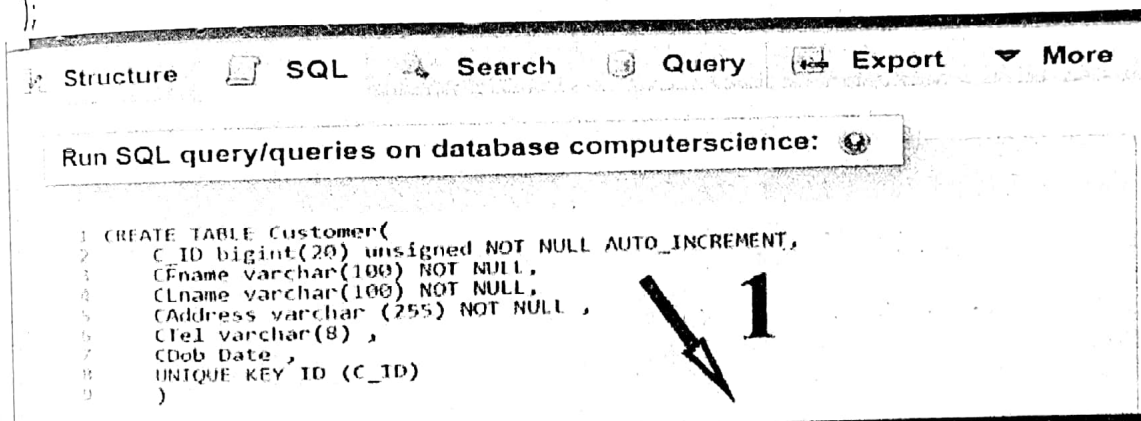 );
Structure SQL Search Query Export More
Run SQL query/queries on database computerscience:
1 CREATE TABLE Customer(
2 C_ID bigint(20) unsigned NOT NULL AUTO_INCREMENT,
3 CFname varchar(100) NOT NULL,
4 CLname varchar(100) NOT NULL,
5 CAddress varchar (255) NOT NULL ,
6 CTel varchar(8) ,
7 CDob Date ,
8 UNIQUE KEY ID (C_ID)
9 )
1